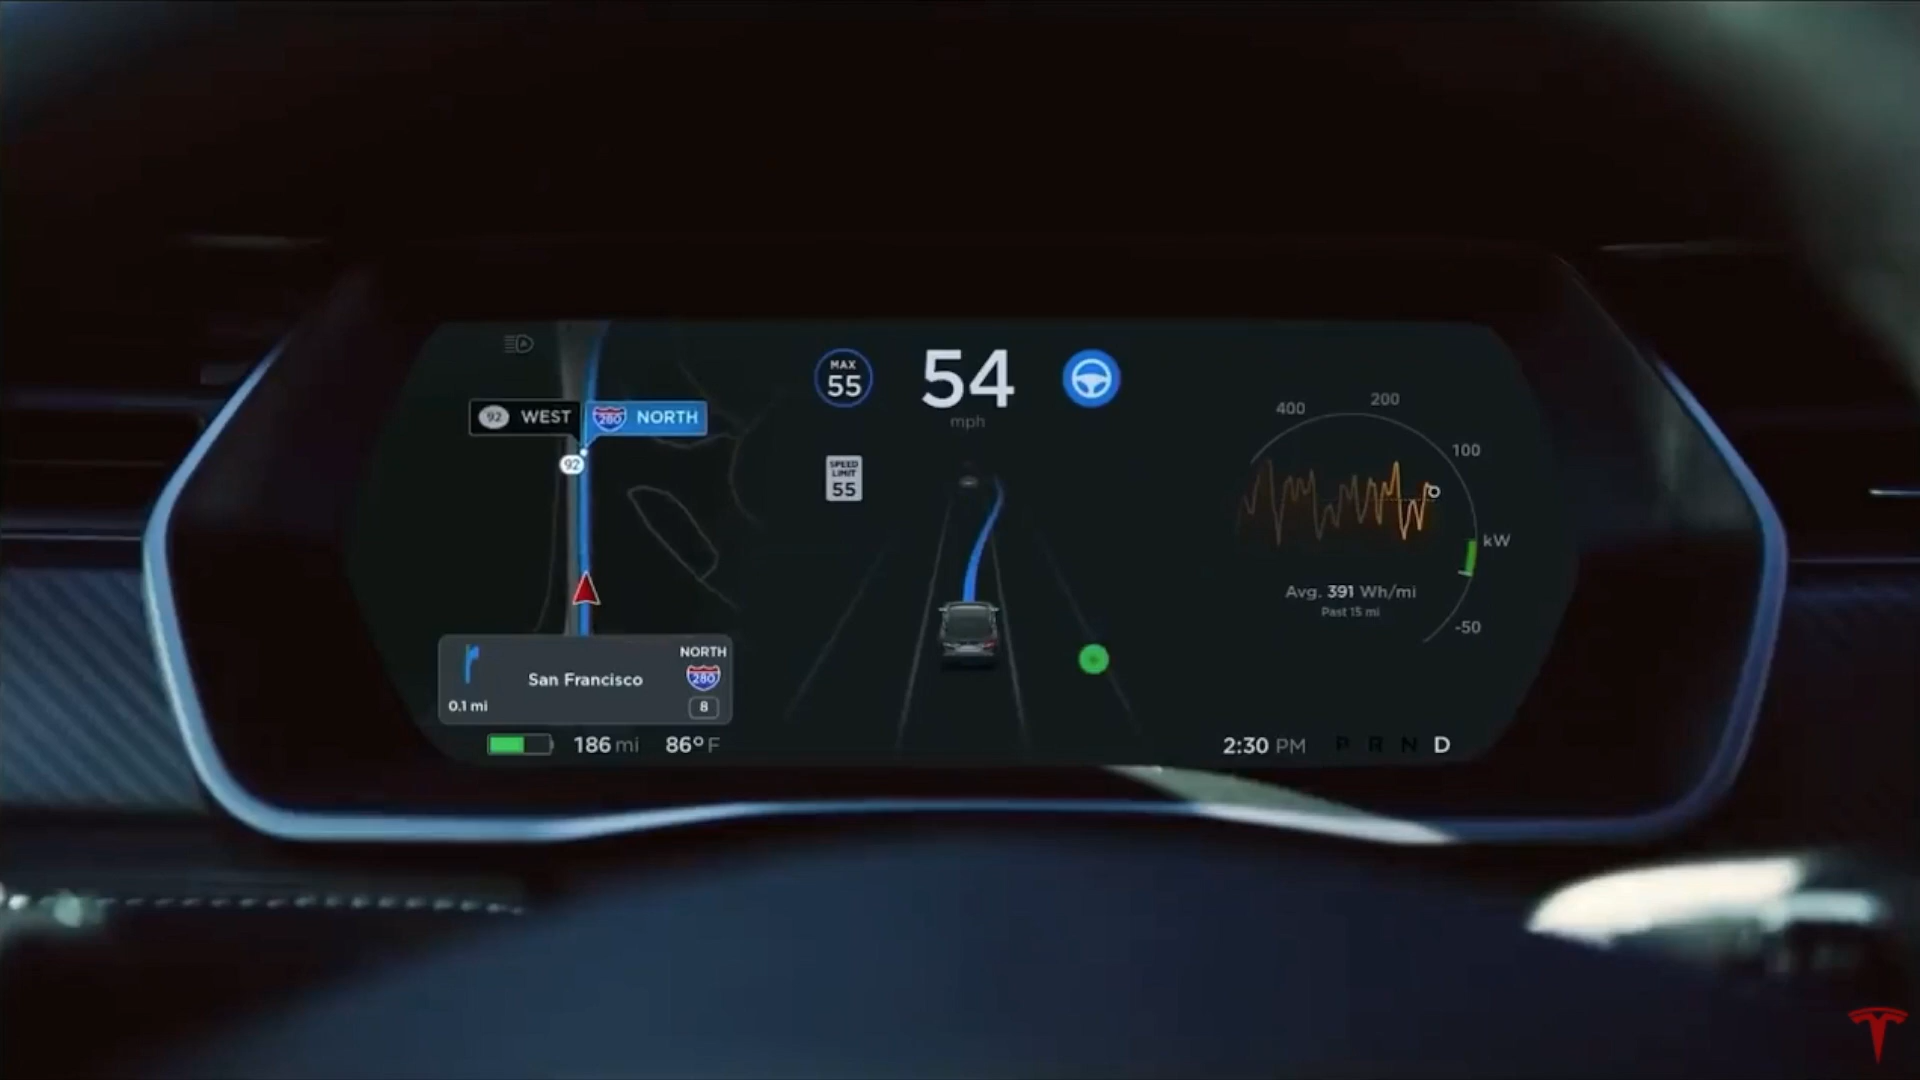 92 WEST
280 NORTH
92
0.1 mi
San Francisco
NORTH
280
8
186 mi
86° F
MAX
55
54
mph
SPEED
LIMIT
55
400
200
100
kW
-50
Avg. 391 Wh/mi
Past 15 mi
2:30 PM
P R N D